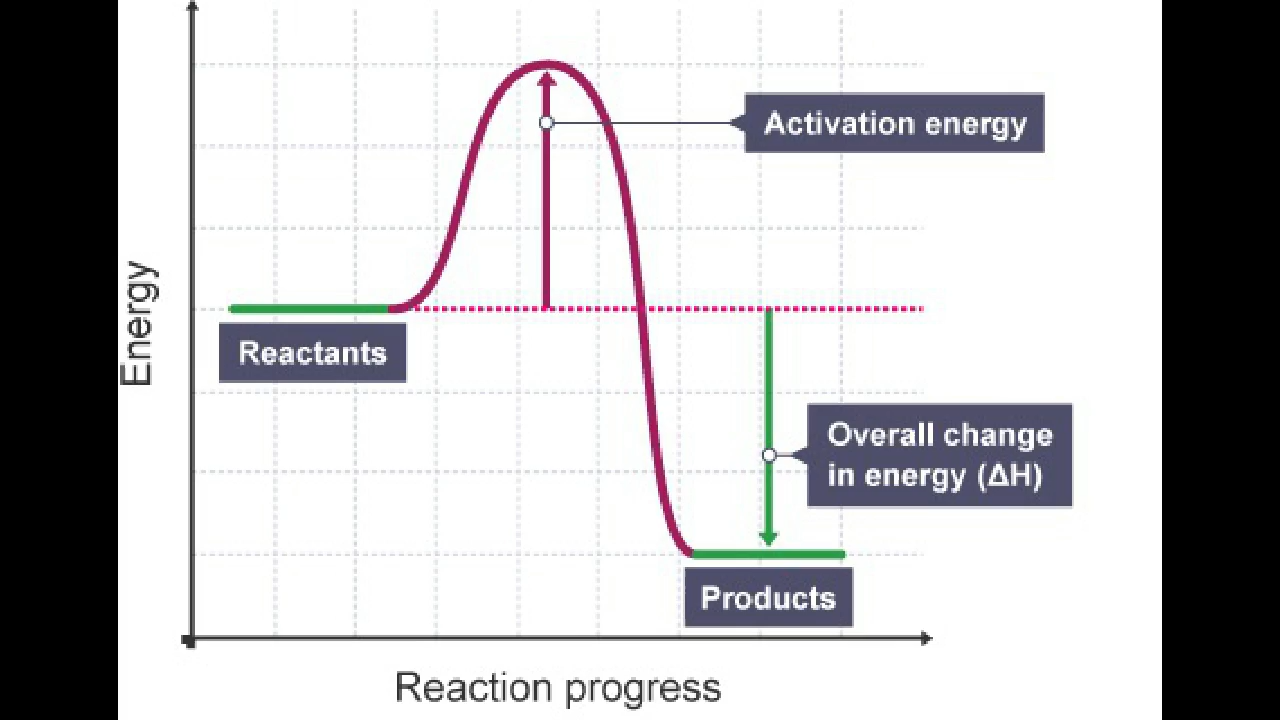 Activation energy
Energy
Reactants
Overall change
in energy (ΔH)
Products
Reaction progress